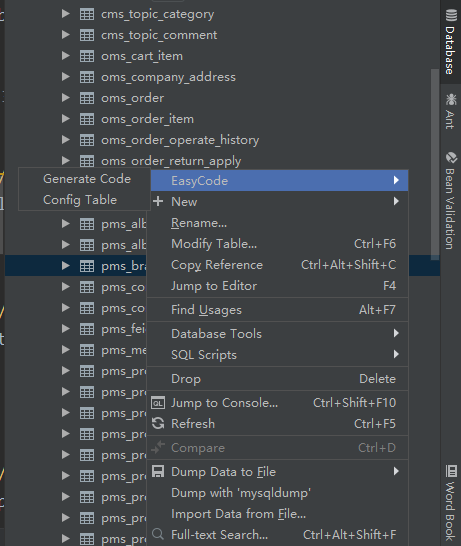 cms_topic_category
cms_topic_comment
oms_cart_item
oms_company_address
oms_order
oms_order_item
oms_order_operate_history
oms_order_return_apply
Generate Code
Config Table
EasyCode
New
Rename...
Modify Table... Ctrl+F6
Copy Reference Ctrl+Alt+Shift+C
Jump to Editor F4
Find Usages Alt+F7
Database Tools
SQL Scripts
Drop Delete
QL Jump to Console... Ctrl+Shift+F10
Refresh Ctrl+F5
Compare Ctrl+D
Dump Data to File
Dump with 'mysqldump'
Import Data from File...
Full-text Search... Ctrl+Alt+Shift+F
pms_alb
pms_alb
pms_bra
pms_co
pms_co
pms_fei
pms_me
pms_pro
pms_pro
pms_pro
pms_pro
pms_pro
pms_pro
pms_pro
pms_pro
pms_pro
Database
Ant
Bean Validation
Word Book